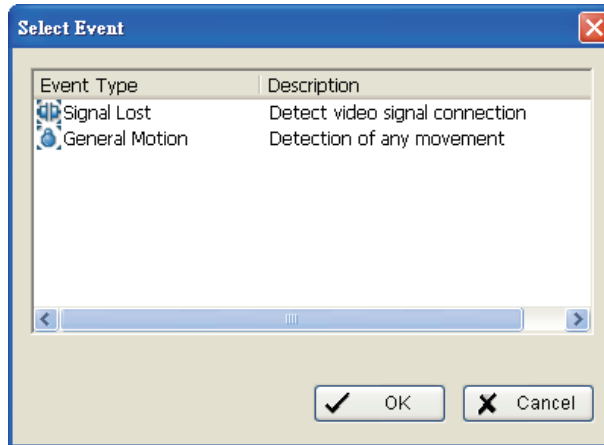 Select Event
Event Type Description
Signal Lost Detect video signal connection
General Motion Detection of any movement
OK Cancel